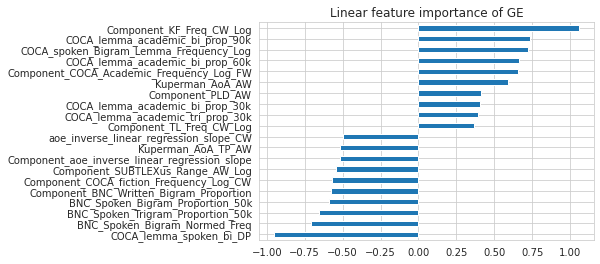 Linear feature importance of GE
Component_KF_Freq_CW_Log
COCA_lemma_academic_bi_prop_90k
COCA_spoken_Bigram_Lemma_Frequency_Log
COCA_lemma_academic_bi_prop_60k
Component_COCA_Academic_Frequency_Log_FW
Kuperman_AoA_AW
Component_PLD_AW
COCA_lemma_academic_bi_prop_30k
COCA_lemma_academic_tri_prop_30k
Component_TL_Freq_CW_Log
aoe_inverse_linear_regression_slope_CW
Kuperman_AoA_TP_AW
Component_aoe_inverse_linear_regression_slope
Component_SUBTLEXus_Range_AW_Log
Component_COCA_fiction_Frequency_Log_CW
Component_BNC_Written_Bigram_Proportion
BNC_Spoken_Bigram_Proportion_50k
BNC_Spoken_Trigram_Proportion_50k
BNC_Spoken_Bigram_Normed_Freq
COCA_lemma_spoken_bi_DP
−1.00 −0.75 −0.50 −0.25 0.00 0.25 0.50 0.75 1.00